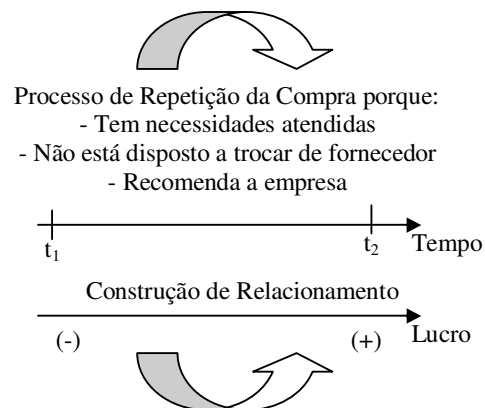 Processo de Repetição da Compra porque:
- Tem necessidades atendidas
- Não está disposto a trocar de fornecedor
- Recomenda a empresa
t₁ t₂ Tempo
Construção de Relacionamento
(-) (+) Lucro